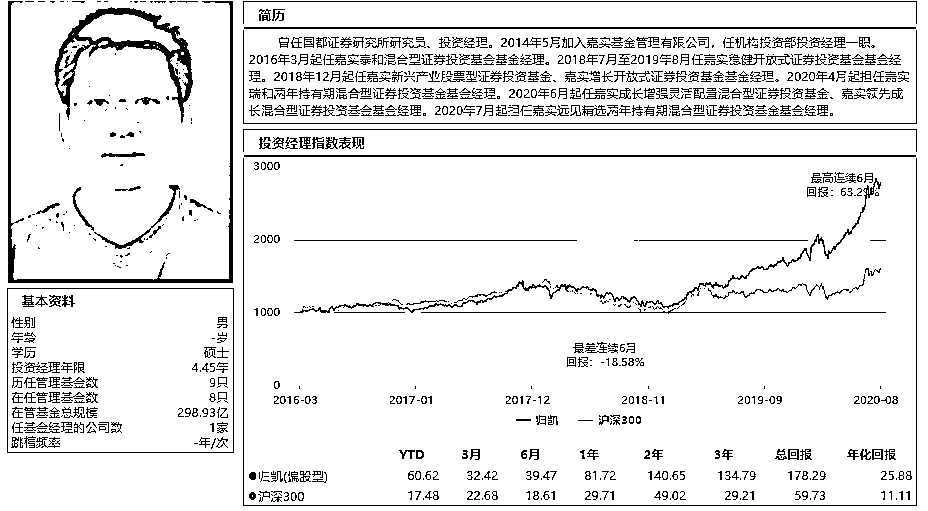 简历
曾任国都证券研究所研究员、投资经理。2014年5月加入嘉实基金管理有限公司，任机构投资部投资经理一职。
2016年3月起任嘉实泰和混合型证券投资基金基金经理。2018年7月至2019年8月任嘉实稳健开放式证券投资基金基金经
理。2018年12月起任嘉实新兴产业股票型证券投资基金、嘉实增长开放式证券投资基金基金经理。2020年4月起担任嘉实
瑞和两年持有期混合型证券投资基金基金经理。2020年6月起任嘉实成长增强灵活配置混合型证券投资基金、嘉实领先成
长混合型证券投资基金基金经理。2020年7月起担任嘉实远见精选两年持有期混合型证券投资基金基金经理。
投资经理指数表现
3000
最高连续6月
回报：63.29%
2000
1000
最差连续6月
回报：-18.58%
0
2016-03 2017-01 2017-12 2018-11 2019-09 2020-08
归凯 沪深300
YTD 3月 6月 1年 2年 3年 总回报 年化回报
归凯(偏股型) 60.62 32.42 39.47 81.72 140.65 134.79 178.29 25.88
沪深300 17.48 22.68 18.61 29.71 49.02 29.21 59.73 11.11
基本资料
性别 男
年龄 -岁
学历 硕士
投资经理年限 4.45年
历任管理基金数 9只
在任管理基金数 8只
在管基金总规模 298.93亿
任基金经理的公司数 1家
跳槽频率 -年/次